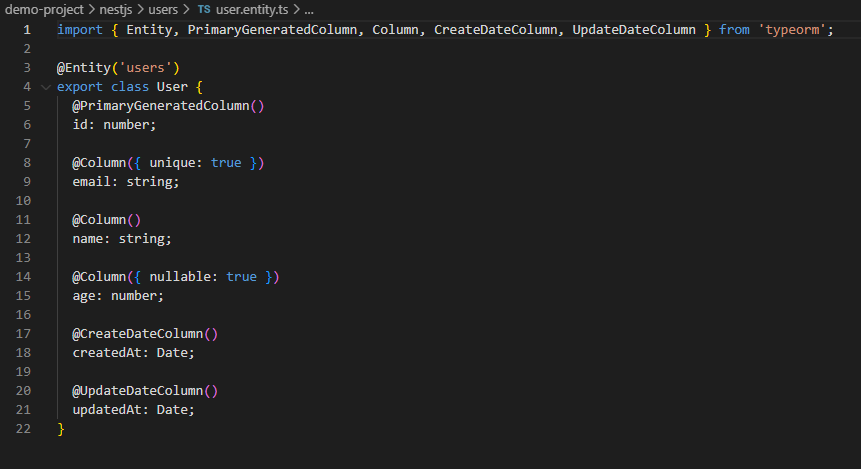 demo-project > nestjs > users > TS user.entity.ts > ...
1 import { Entity, PrimaryGeneratedColumn, Column, CreateDateColumn, UpdateDateColumn } from 'typeorm';
2
3 @Entity('users')
4 export class User {
5   @PrimaryGeneratedColumn()
6   id: number;
7
8   @Column({ unique: true })
9   email: string;
10
11   @Column()
12   name: string;
13
14   @Column({ nullable: true })
15   age: number;
16
17   @CreateDateColumn()
18   createdAt: Date;
19
20   @UpdateDateColumn()
21   updatedAt: Date;
22 }